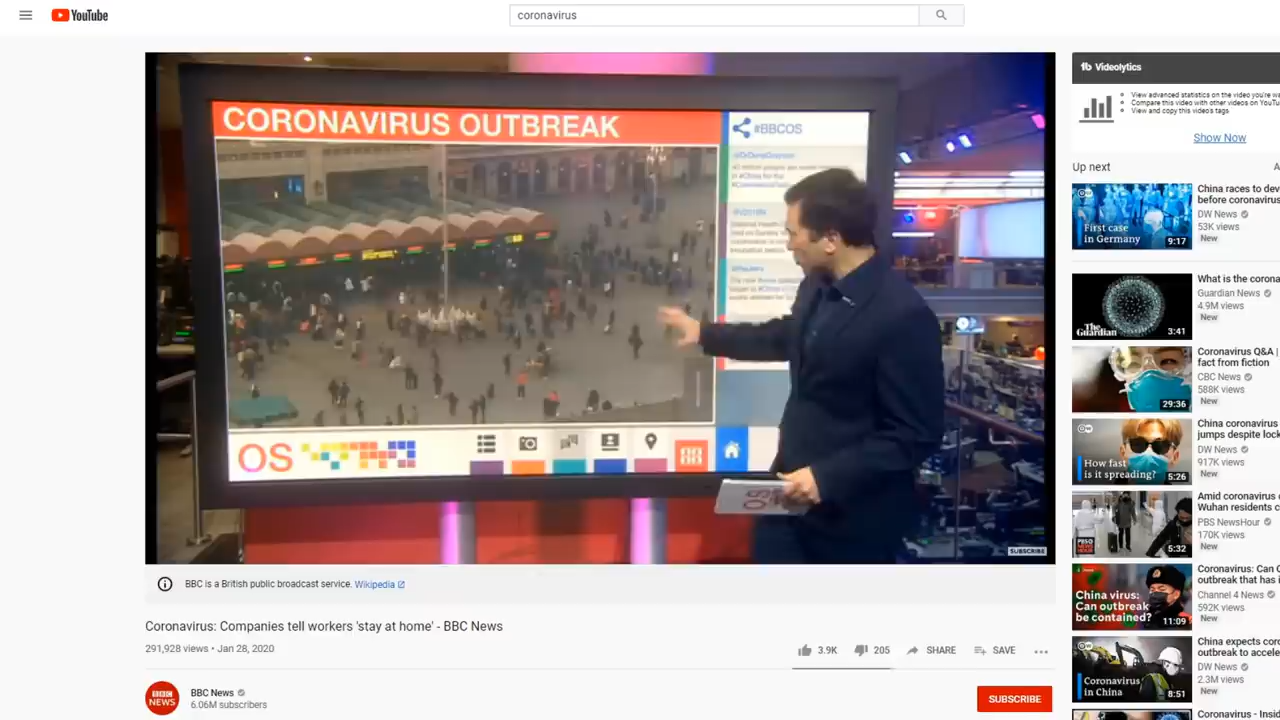 YouTube
coronavirus
CORONAVIRUS OUTBREAK
#BBCOS
OS
OS
SUBSCRIBE
BBC is a British public broadcast service. Wikipedia
Coronavirus: Companies tell workers 'stay at home' - BBC News
291,928 views • Jan 28, 2020
3.9K
205
SHARE
SAVE
BBC
NEWS
BBC News
6.06M subscribers
SUBSCRIBE
Videolytics
View advanced statistics on the video you're wa
Compare this video with other videos on YouTu
View and copy this video's tags
Show Now
Up next
A
First case
in Germany
9:17
China races to dev
before coronavirus
DW News
53K views
New
The
Guardian
3:41
What is the corona
Guardian News
4.9M views
New
29:36
Coronavirus Q&A |
fact from fiction
CBC News
588K views
New
How fast
is it spreading?
5:26
China coronavirus
jumps despite lock
DW News
917K views
New
PBS
NEWS
HOUR
5:32
Amid coronavirus
Wuhan residents c
PBS NewsHour
170K views
New
China virus:
Can outbreak
be contained?
11:09
Coronavirus: Can C
outbreak that has i
Channel 4 News
592K views
New
Coronavirus
in China
8:51
China expects coro
outbreak to accele
DW News
2.3M views
New
Coronavirus - Insid